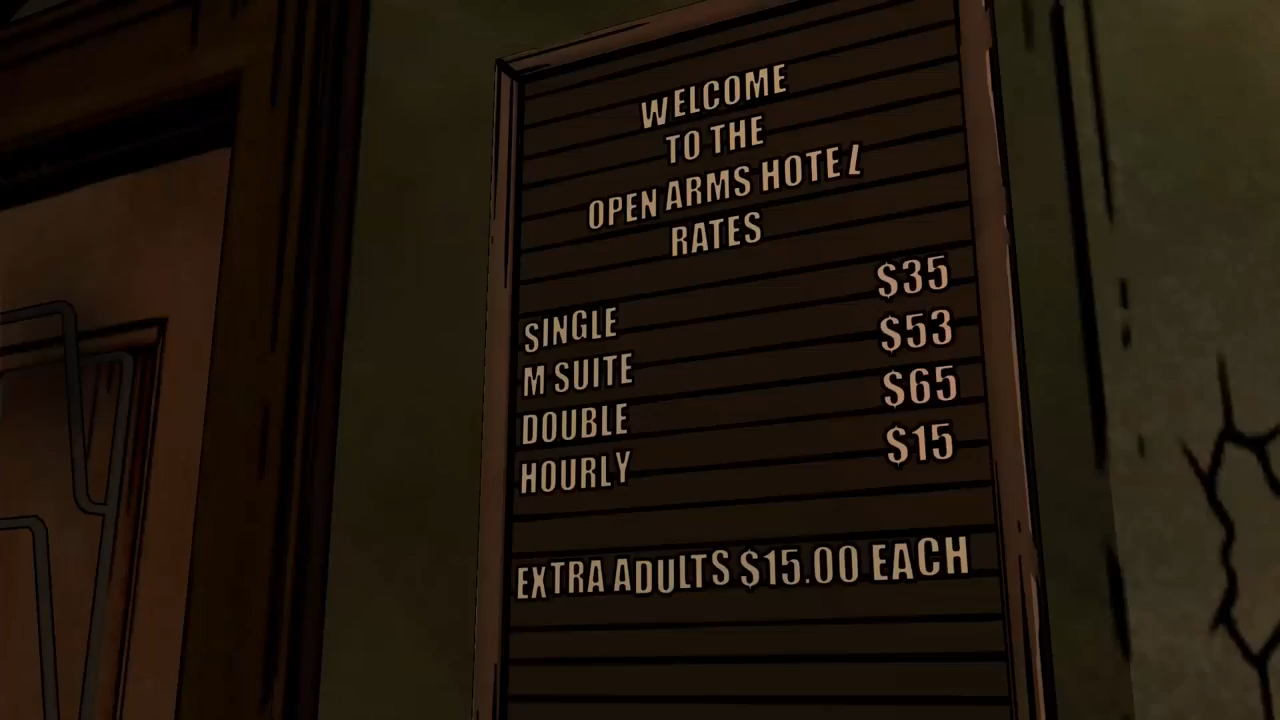 WELCOME
TO THE
OPEN ARMS HOTEL
RATES
SINGLE $35
M SUITE $53
DOUBLE $65
HOURLY $15
EXTRA ADULTS $15.00 EACH